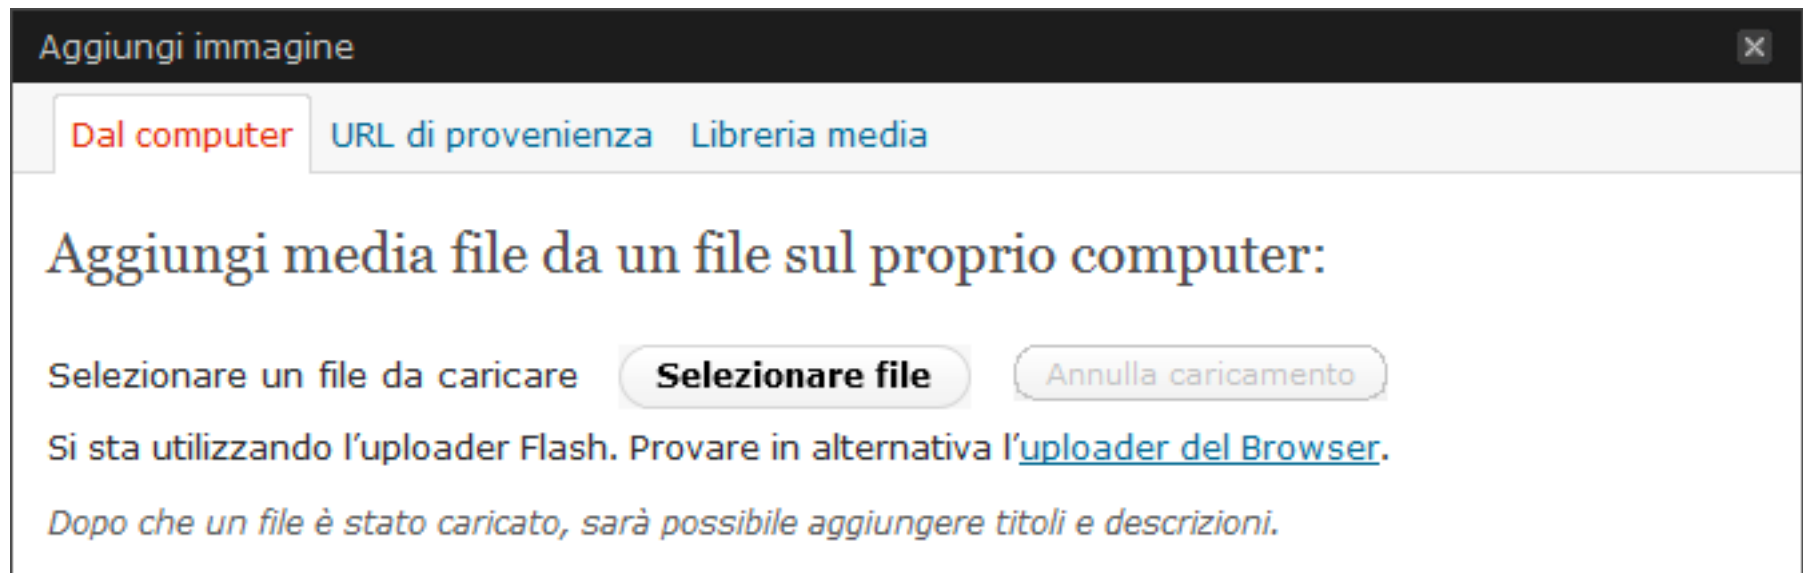 Aggiungi immagine
Dal computer URL di provenienza Libreria media
Aggiungi media file da un file sul proprio computer:
Selezionare un file da caricare Selezionare file Annulla caricamento
Si sta utilizzando l’uploader Flash. Provare in alternativa l’uploader del Browser.
Dopo che un file è stato caricato, sarà possibile aggiungere titoli e descrizioni.